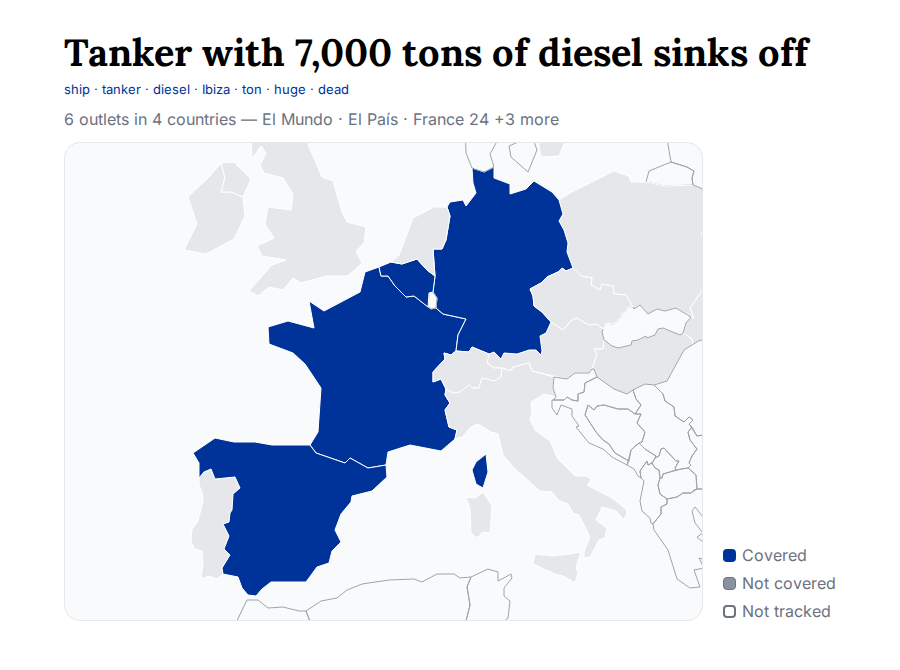 Tanker with 7,000 tons of diesel sinks off
ship · tanker · diesel · Ibiza · ton · huge · dead
6 outlets in 4 countries — El Mundo · El País · France 24 +3 more
Covered
Not covered
Not tracked